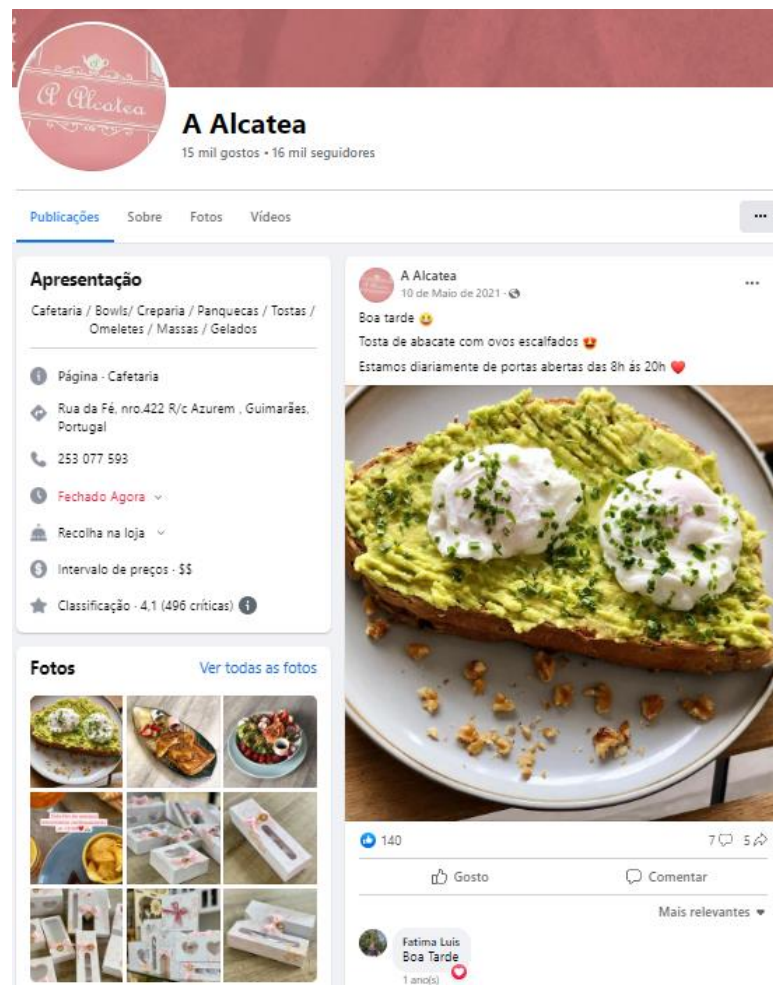 A Alcatea
A Alcatea
15 mil gostos • 16 mil seguidores
Publicações
Sobre
Fotos
Vídeos
Apresentação
Cafetaria / Bowls/ Creparia / Panquecas / Tostas /
Omeletes / Massas / Gelados
Página · Cafetaria
Rua da Fé, nro.422 R/c Azurem , Guimarães,
Portugal
253 077 593
Fechado Agora
Recolha na loja
Intervalo de preços · $$
Classificação · 4,1 (496 críticas)
Fotos
Ver todas as fotos
A Alcatea
10 de Maio de 2021 ·
Boa tarde 😃
Tosta de abacate com ovos escalfados 🤩
Estamos diariamente de portas abertas das 8h ás 20h ❤️
140
7
5
Gosto
Comentar
Mais relevantes
Fatima Luis
Boa Tarde
1 ano(s)